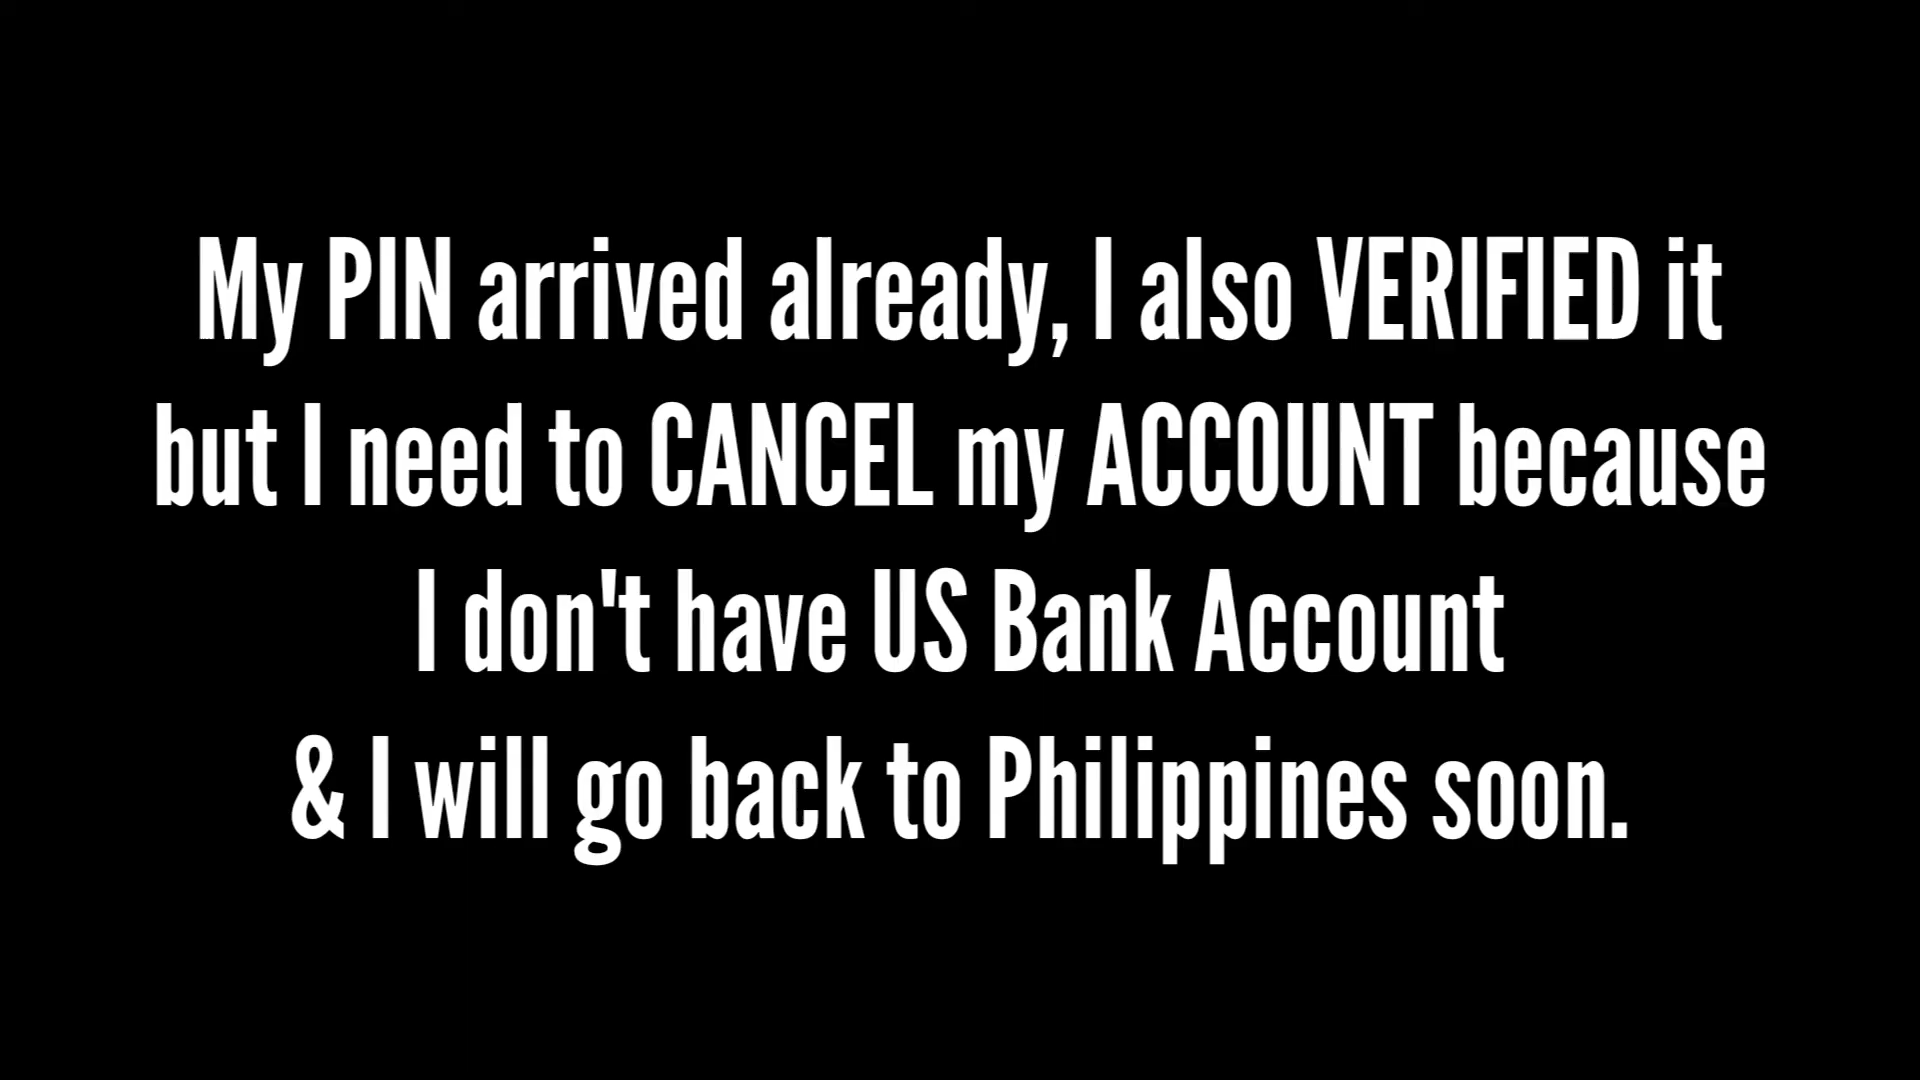 My PIN arrived already, I also VERIFIED it
but I need to CANCEL my ACCOUNT because
I don't have US Bank Account
& I will go back to Philippines soon.